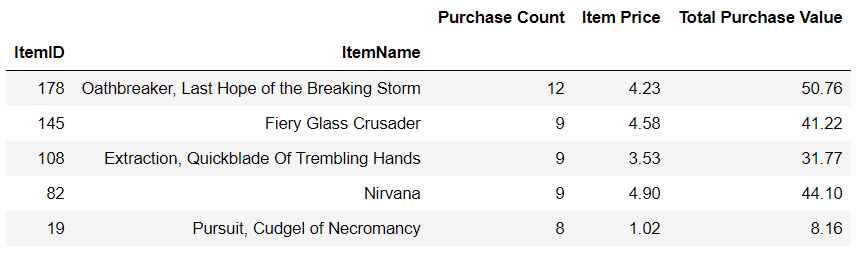 Purchase Count Item Price Total Purchase Value
ItemID ItemName
178 Oathbreaker, Last Hope of the Breaking Storm 12 4.23 50.76
145 Fiery Glass Crusader 9 4.58 41.22
108 Extraction, Quickblade Of Trembling Hands 9 3.53 31.77
82 Nirvana 9 4.90 44.10
19 Pursuit, Cudgel of Necromancy 8 1.02 8.16